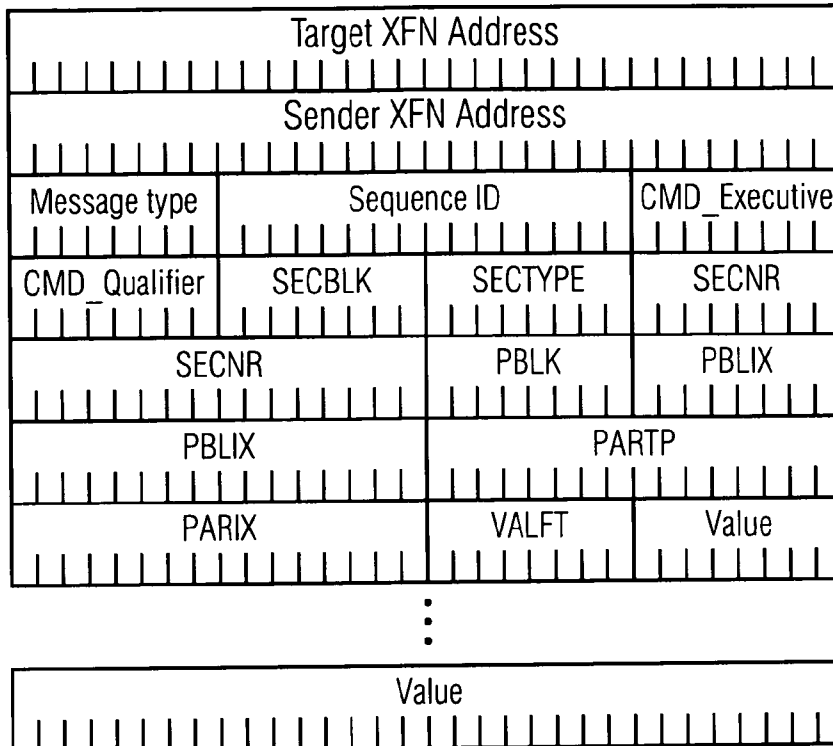 Target XFN Address
Sender XFN Address
Message type Sequence ID CMD_Executive
CMD_Qualifier SECBLK SECTYPE SECNR
SECNR PBLK PBLIX
PBLIX PARTP
PARIX VALFT Value
Value